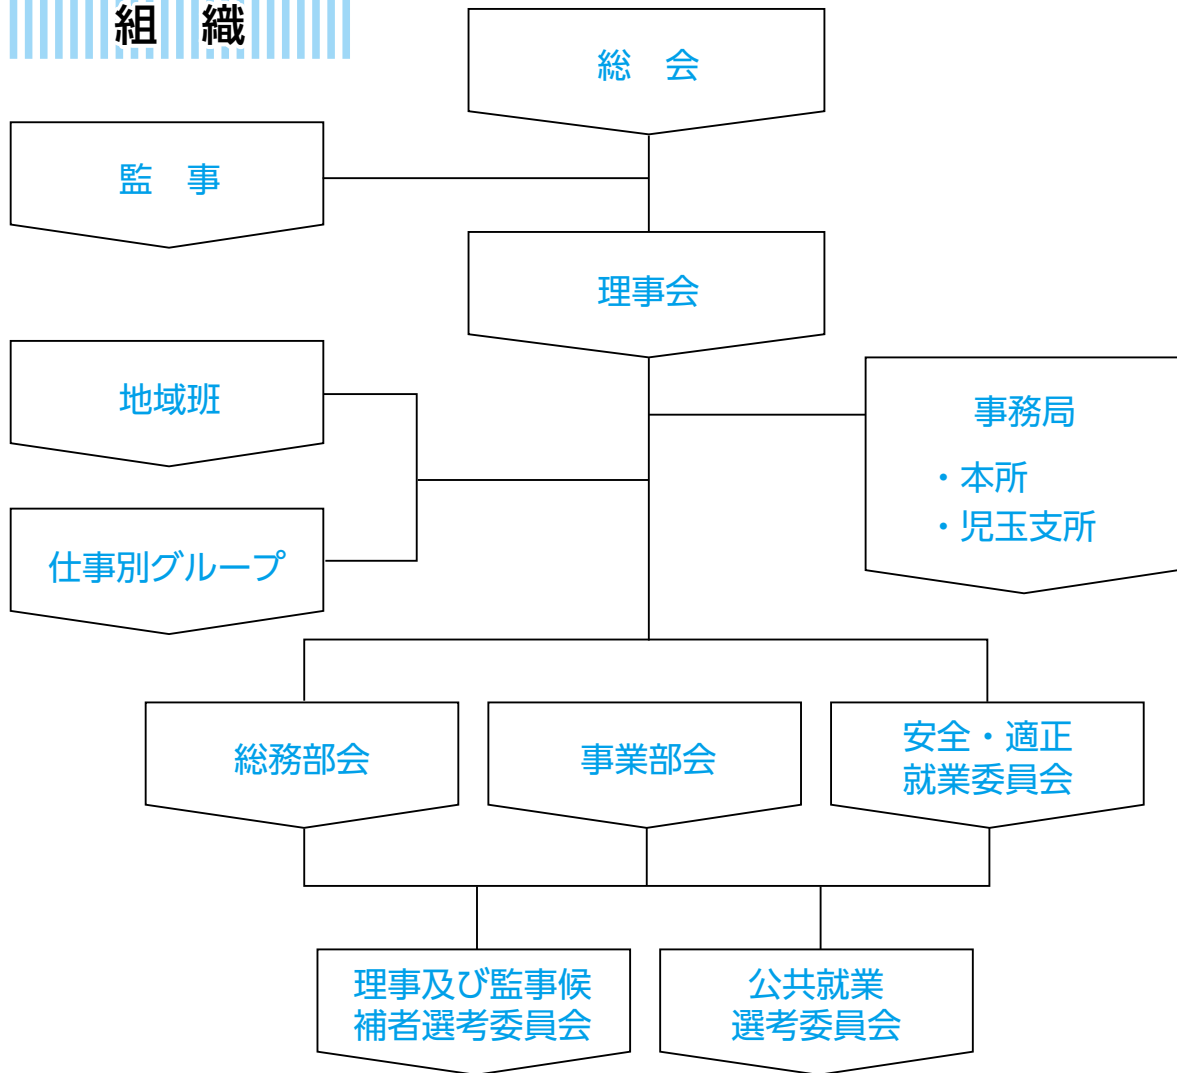 組　織
総　会
監　事
理事会
地域班
事務局
・本所
・児玉支所
仕事別グループ
総務部会
事業部会
安全・適正
就業委員会
理事及び監事候
補者選考委員会
公共就業
選考委員会